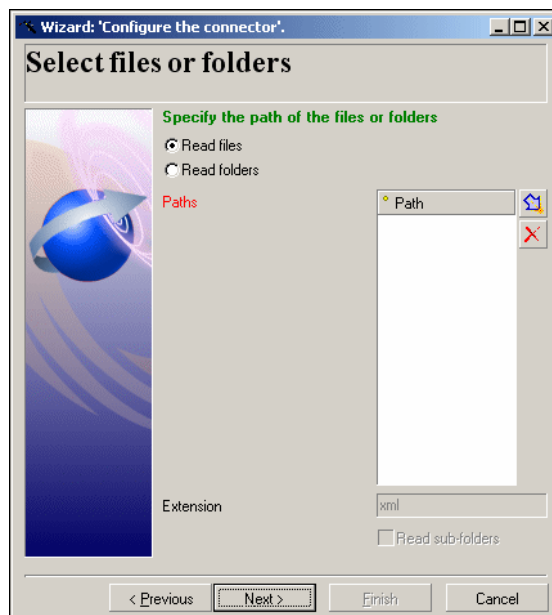 Wizard: 'Configure the connector'.
Select files or folders
Specify the path of the files or folders
Read files
Read folders
Paths
Path
Extension
xml
Read sub-folders
< Previous
Next >
Finish
Cancel